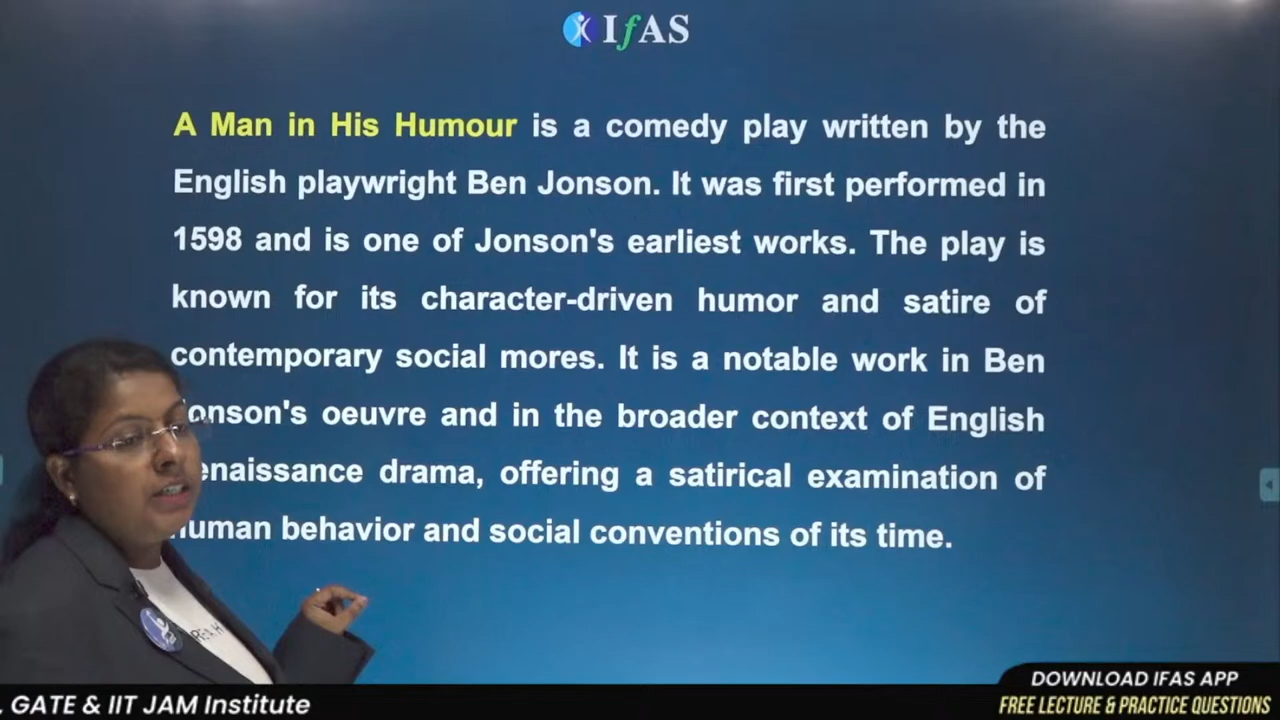 IfAS
A Man in His Humour is a comedy play written by the
English playwright Ben Jonson. It was first performed in
1598 and is one of Jonson's earliest works. The play is
known for its character-driven humor and satire of
contemporary social mores. It is a notable work in Ben
onson's oeuvre and in the broader context of English
enaissance drama, offering a satirical examination of
uman behavior and social conventions of its time.
DOWNLOAD IFAS APP
. GATE & IIT JAM Institute
FREE LECTURE & PRACTICE QUESTIONS